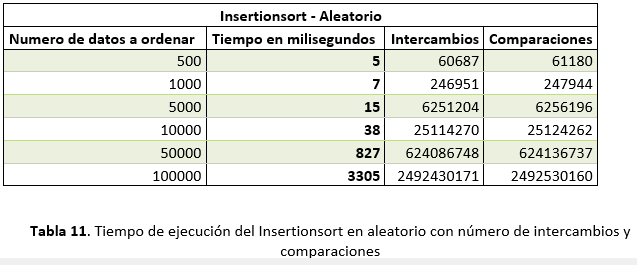 Insertionsort - Aleatorio
Numero de datos a ordenar Tiempo en milisegundos Intercambios Comparaciones
500 5 60687 61180
1000 7 246951 247944
5000 15 6251204 6256196
10000 38 25114270 25124262
50000 827 624086748 624136737
100000 3305 2492430171 2492530160
Tabla 11. Tiempo de ejecución del Insertionsort en aleatorio con número de intercambios y
comparaciones